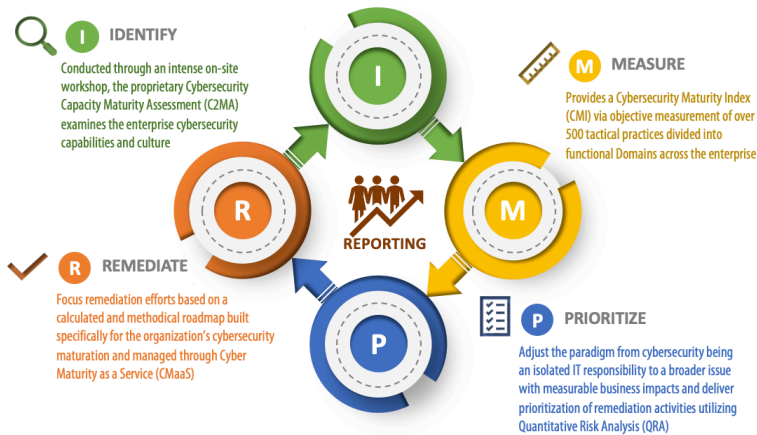 I IDENTIFY
Conducted through an intense on-site
workshop, the proprietary Cybersecurity
Capacity Maturity Assessment (C2MA)
examines the enterprise cybersecurity
capabilities and culture
I
M MEASURE
Provides a Cybersecurity Maturity Index
(CMI) via objective measurement of over
500 tactical practices divided into
functional Domains across the enterprise
R
REPORTING
M
R REMEDIATE
Focus remediation efforts based on a
calculated and methodical roadmap built
specifically for the organization's cybersecurity
maturation and managed through Cyber
Maturity as a Service (CMaaS)
P
P PRIORITIZE
Adjust the paradigm from cybersecurity being
an isolated IT responsibility to a broader issue
with measurable business impacts and deliver
prioritization of remediation activities utilizing
Quantitative Risk Analysis (QRA)